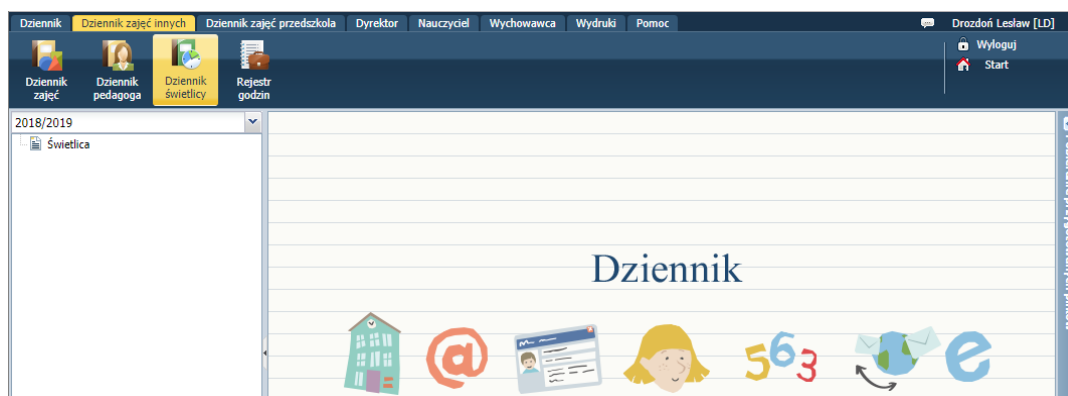 Dziennik Dziennik zajęć innych Dziennik zajęć przedszkola Dyrektor Nauczyciel Wychowawca Wydruki Pomoc Drozdoń Lesław [LD]
Wyloguj
Start
Dziennik zajęć
Dziennik pedagoga
Dziennik świetlicy
Rejestr godzin
2018/2019
Świetlica
Dziennik
@
563
e